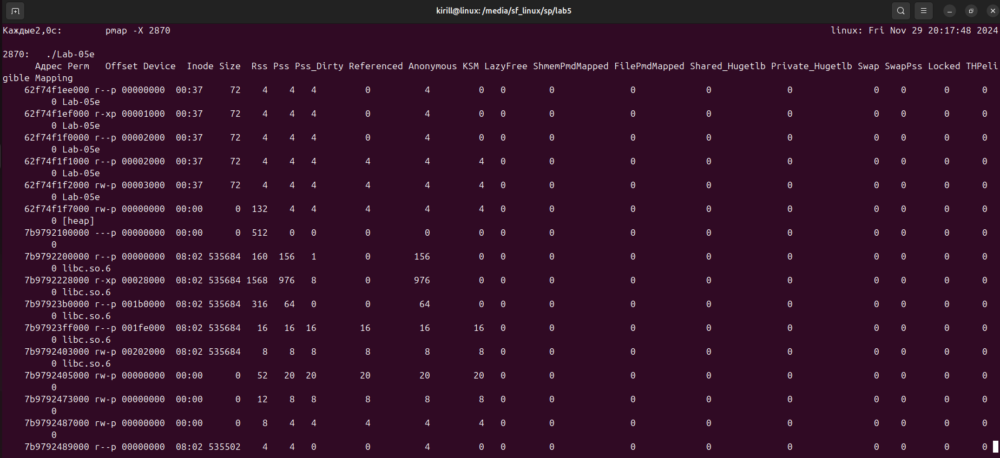 kirill@linux: /media/sf_linux/sp/lab5
Каждые2,0с: pmap -X 2870 linux: Fri Nov 29 20:17:48 2024
2870: ./Lab-05e
Адрес Perm Offset Device Inode Size Rss Pss Pss_Dirty Referenced Anonymous KSM LazyFree ShmemPmdMapped FilePmdMapped Shared_Hugetlb Private_Hugetlb Swap SwapPss Locked THPeli
gible Mapping
62f74f1ee000 r--p 00000000 00:37 72 4 4 4 0 4 0 0 0 0 0 0 0 0 0 0
0 Lab-05e
62f74f1ef000 r-xp 00001000 00:37 72 4 4 4 0 4 0 0 0 0 0 0 0 0 0 0
0 Lab-05e
62f74f1f0000 r--p 00002000 00:37 72 4 4 4 0 4 0 0 0 0 0 0 0 0 0 0
0 Lab-05e
62f74f1f1000 r--p 00002000 00:37 72 4 4 4 4 4 4 0 0 0 0 0 0 0 0 0
0 Lab-05e
62f74f1f2000 rw-p 00003000 00:37 72 4 4 4 4 4 4 0 0 0 0 0 0 0 0 0
0 Lab-05e
62f74f1f7000 rw-p 00000000 00:00 0 132 4 4 4 4 4 0 0 0 0 0 0 0 0 0
0 [heap]
7b9792100000 ---p 00000000 00:00 0 512 0 0 0 0 0 0 0 0 0 0 0 0 0 0
0
7b9792200000 r--p 00000000 08:02 535684 160 156 1 0 156 0 0 0 0 0 0 0 0 0 0
0 libc.so.6
7b9792228000 r-xp 00028000 08:02 535684 1568 976 8 0 976 0 0 0 0 0 0 0 0 0 0
0 libc.so.6
7b97923b0000 r--p 001b0000 08:02 535684 316 64 0 0 64 0 0 0 0 0 0 0 0 0 0
0 libc.so.6
7b97923ff000 r--p 001fe000 08:02 535684 16 16 16 16 16 16 0 0 0 0 0 0 0 0 0
0 libc.so.6
7b9792403000 rw-p 00202000 08:02 535684 8 8 8 8 8 8 0 0 0 0 0 0 0 0 0
0 libc.so.6
7b9792405000 rw-p 00000000 00:00 0 52 20 20 20 20 20 0 0 0 0 0 0 0 0 0
0
7b9792473000 rw-p 00000000 00:00 0 12 8 8 8 8 8 0 0 0 0 0 0 0 0 0
0
7b9792487000 rw-p 00000000 00:00 0 8 4 4 4 4 4 0 0 0 0 0 0 0 0 0
0
7b9792489000 r--p 00000000 08:02 535502 4 4 0 0 4 0 0 0 0 0 0 0 0 0 0